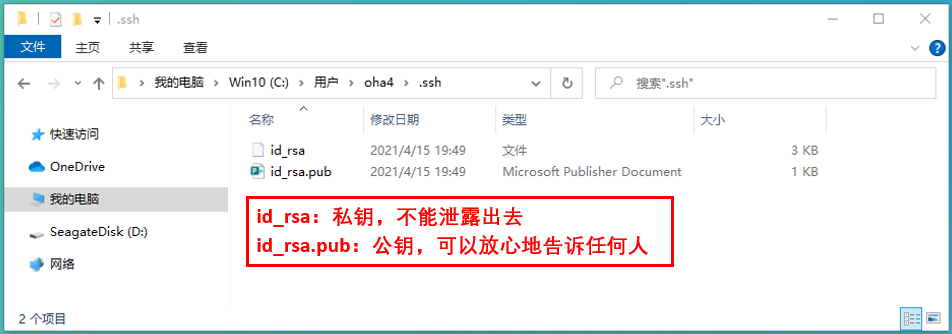 .ssh
文件 主页 共享 查看
我的电脑 Win10 (C:) 用户 oha4 .ssh 搜索".ssh"
名称 修改日期 类型 大小
快速访问
OneDrive
我的电脑
SeagateDisk (D:)
网络
id_rsa 2021/4/15 19:49 文件 3 KB
id_rsa.pub 2021/4/15 19:49 Microsoft Publisher Document 1 KB
id_rsa：私钥，不能泄露出去
id_rsa.pub：公钥，可以放心地告诉任何人
2 个项目